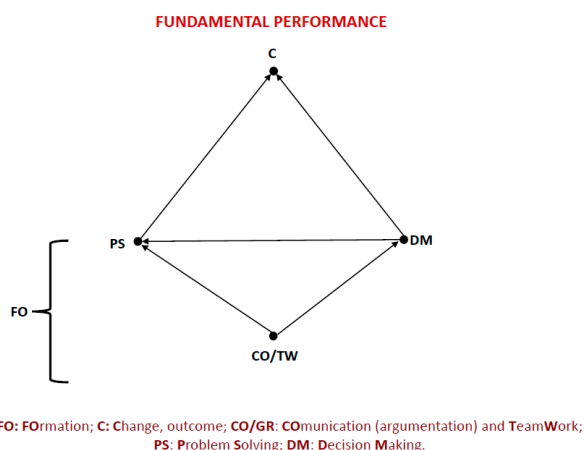 FUNDAMENTAL PERFORMANCE
C
PS
DM
FO
CO/TW
FO: FOrmation; C: Change, outcome; CO/GR: COmunication (argumentation) and TeamWork;
PS: Problem Solving; DM: Decision Making.